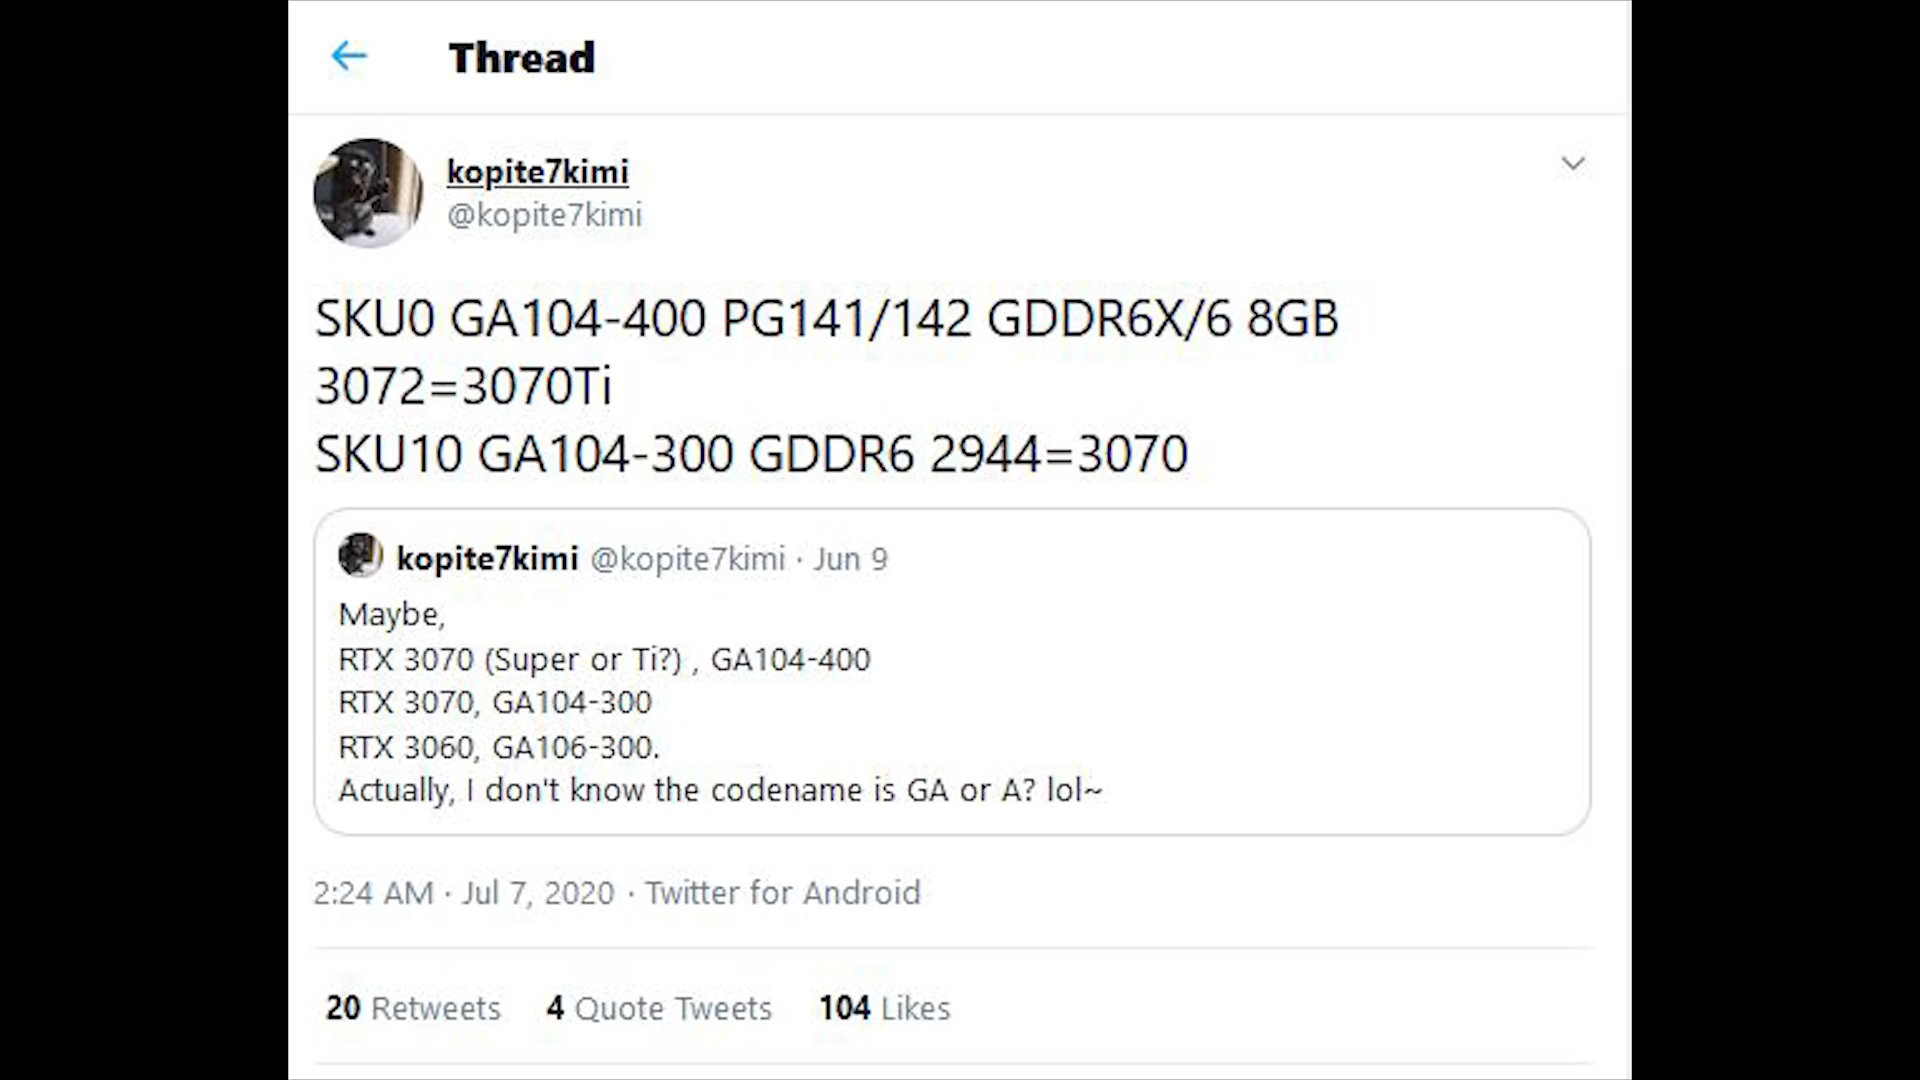 Thread
kopite7kimi
@kopite7kimi
SKU0 GA104-400 PG141/142 GDDR6X/6 8GB
3072=3070Ti
SKU10 GA104-300 GDDR6 2944=3070
kopite7kimi @kopite7kimi · Jun 9
Maybe,
RTX 3070 (Super or Ti?) , GA104-400
RTX 3070, GA104-300
RTX 3060, GA106-300.
Actually, I don't know the codename is GA or A? lol~
2:24 AM · Jul 7, 2020 · Twitter for Android
20 Retweets 4 Quote Tweets 104 Likes